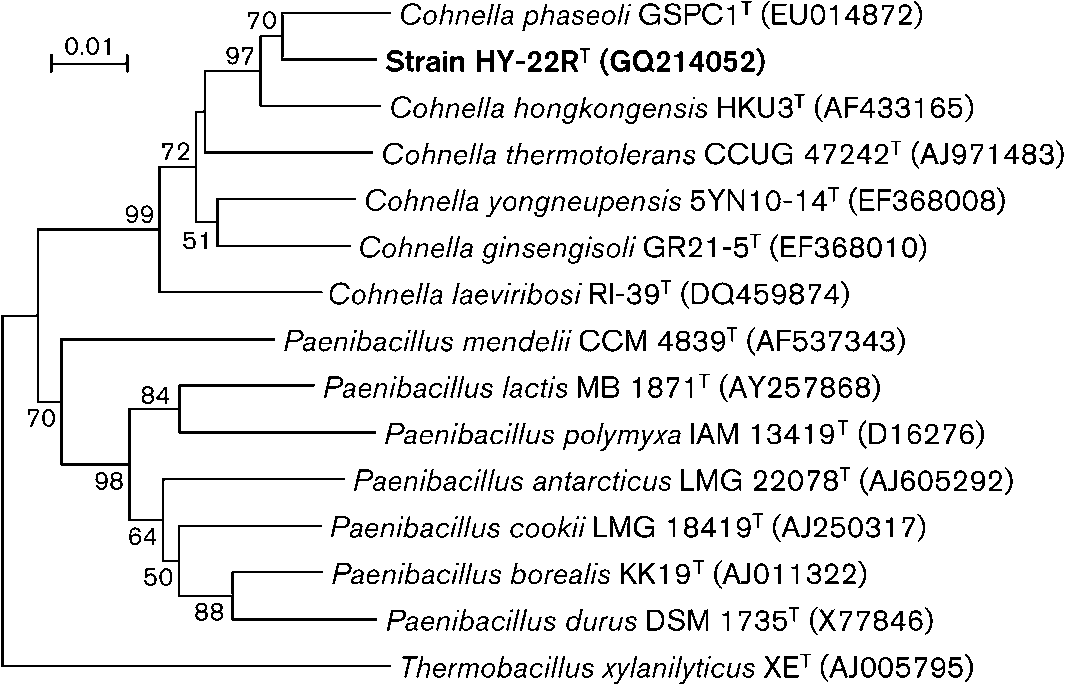 70 Cohnella phaseoli GSPC1ᵀ (EU014872)
0.01
97 Strain HY-22Rᵀ (GQ214052)
Cohnella hongkongensis HKU3ᵀ (AF433165)
72 Cohnella thermotolerans CCUG 47242ᵀ (AJ971483)
99 Cohnella yongneupensis 5YN10-14ᵀ (EF368008)
51 Cohnella ginsengisoli GR21-5ᵀ (EF368010)
Cohnella laeviribosi RI-39ᵀ (DQ459874)
Paenibacillus mendelii CCM 4839ᵀ (AF537343)
84 Paenibacillus lactis MB 1871ᵀ (AY257868)
70 Paenibacillus polymyxa IAM 13419ᵀ (D16276)
98 Paenibacillus antarcticus LMG 22078ᵀ (AJ605292)
64 Paenibacillus cookii LMG 18419ᵀ (AJ250317)
50 Paenibacillus borealis KK19ᵀ (AJ011322)
88 Paenibacillus durus DSM 1735ᵀ (X77846)
Thermobacillus xylanilyticus XEᵀ (AJ005795)